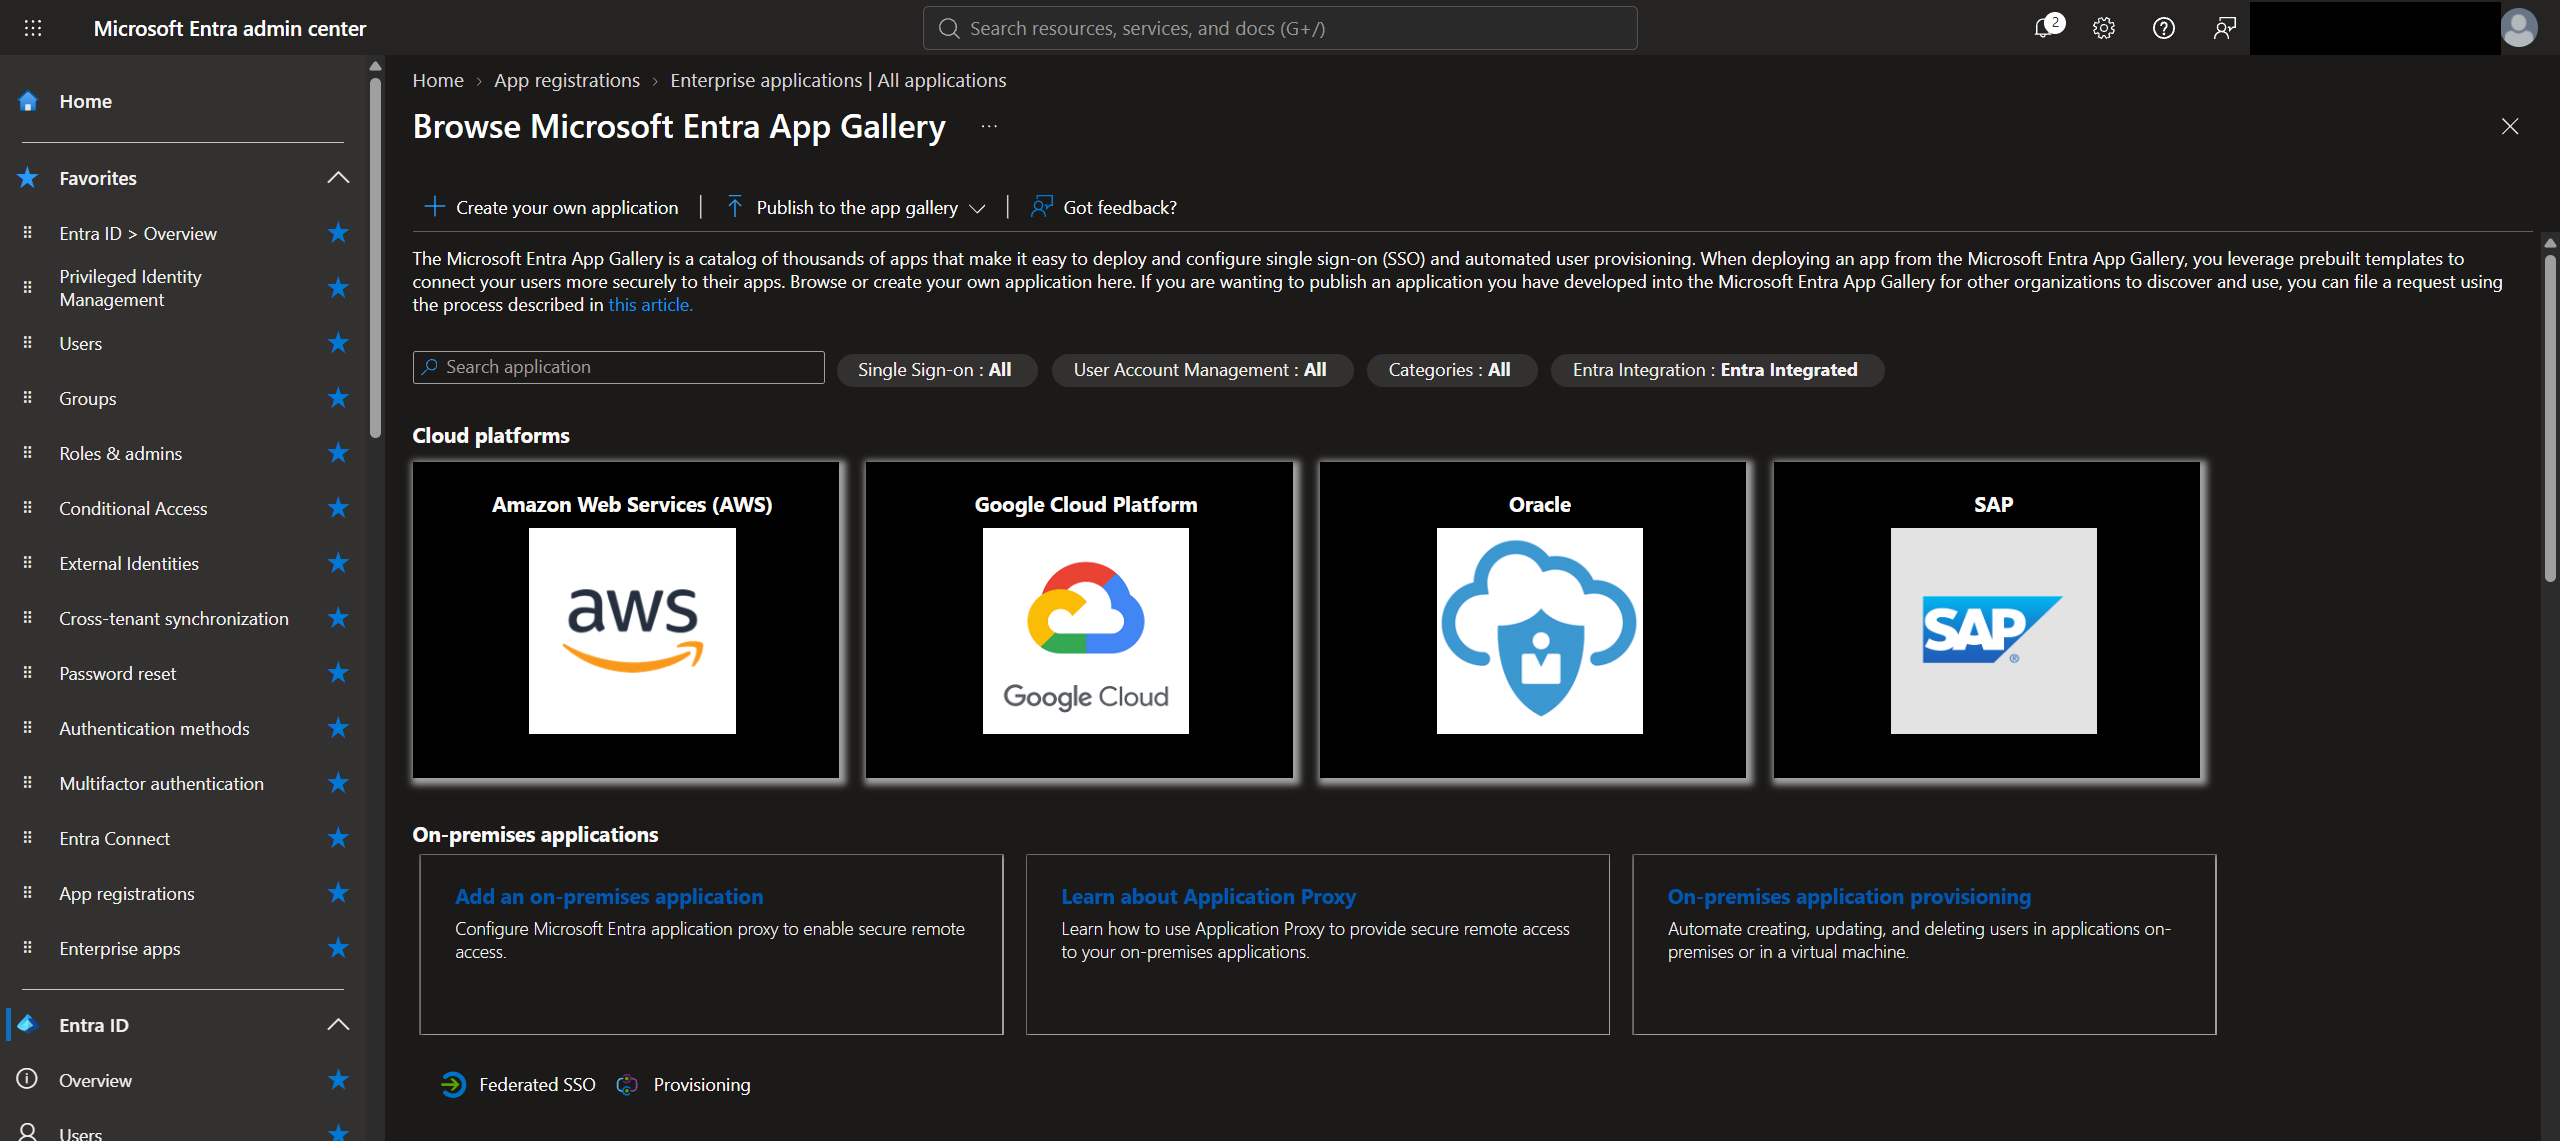 Microsoft Entra admin center
Search resources, services, and docs (G+/)
2
Home
Favorites
Entra ID > Overview
Privileged Identity
Management
Users
Groups
Roles & admins
Conditional Access
External Identities
Cross-tenant synchronization
Password reset
Authentication methods
Multifactor authentication
Entra Connect
App registrations
Enterprise apps
Entra ID
Overview
Users
Home › App registrations › Enterprise applications | All applications
Browse Microsoft Entra App Gallery ...
Create your own application | Publish to the app gallery | Got feedback?
The Microsoft Entra App Gallery is a catalog of thousands of apps that make it easy to deploy and configure single sign-on (SSO) and automated user provisioning. When deploying an app from the Microsoft Entra App Gallery, you leverage prebuilt templates to
connect your users more securely to their apps. Browse or create your own application here. If you are wanting to publish an application you have developed into the Microsoft Entra App Gallery for other organizations to discover and use, you can file a request using
the process described in this article.
Search application
Single Sign-on : All
User Account Management : All
Categories : All
Entra Integration : Entra Integrated
Cloud platforms
Amazon Web Services (AWS)
aws
Google Cloud Platform
Google Cloud
Oracle
SAP
SAP ®
On-premises applications
Add an on-premises application
Configure Microsoft Entra application proxy to enable secure remote
access.
Learn about Application Proxy
Learn how to use Application Proxy to provide secure remote access
to your on-premises applications.
On-premises application provisioning
Automate creating, updating, and deleting users in applications on-
premises or in a virtual machine.
Federated SSO
Provisioning